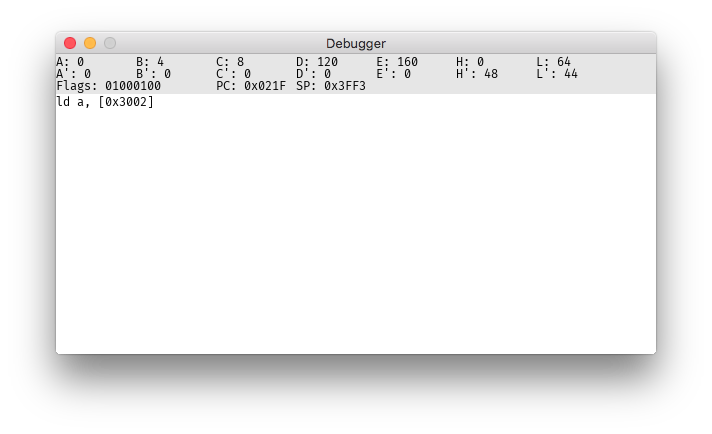 Debugger
A: 0 B: 4 C: 8 D: 120 E: 160 H: 0 L: 64
A': 0 B': 0 C': 0 D': 0 E': 0 H': 48 L': 44
Flags: 01000100 PC: 0x021F SP: 0x3FF3
ld a, [0x3002]